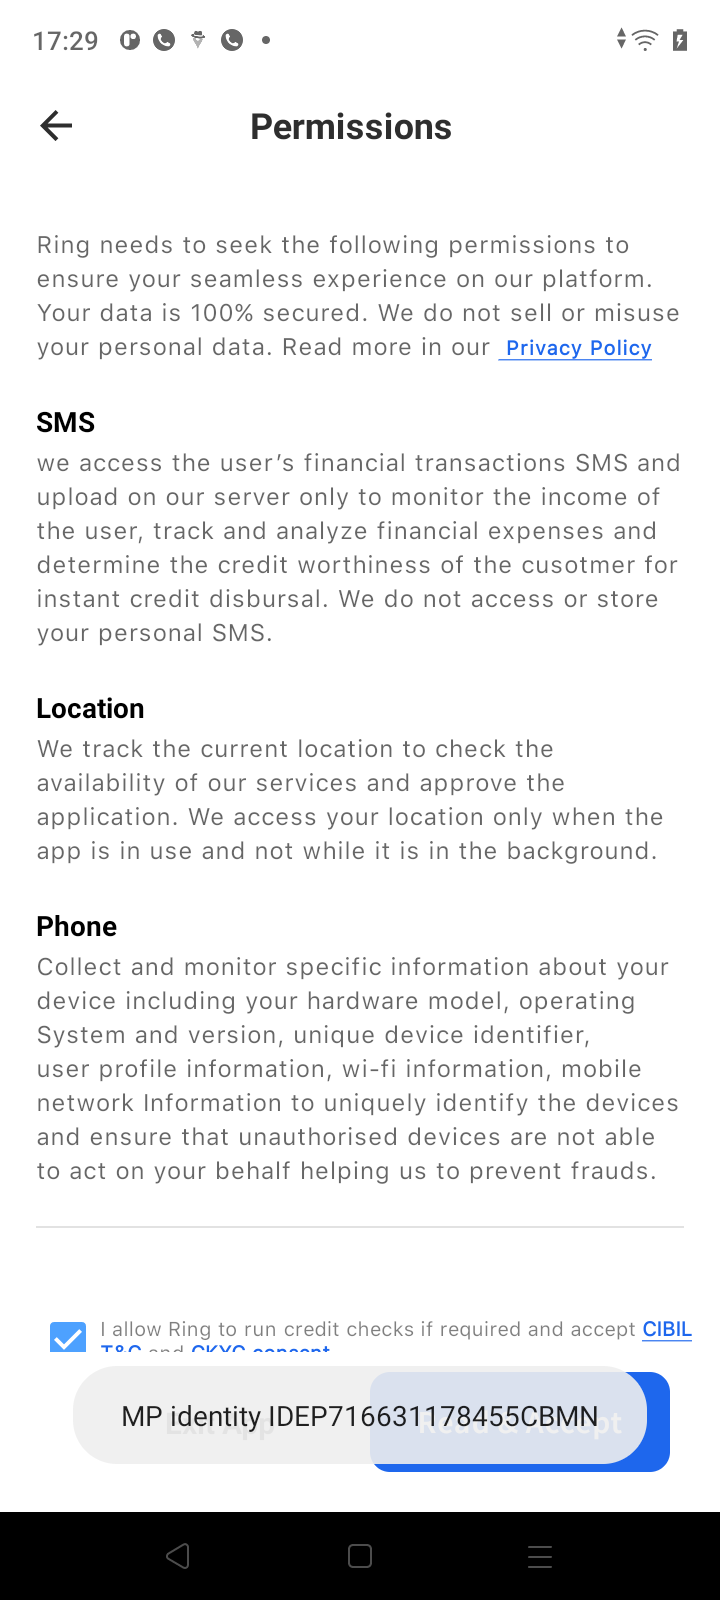 17:29
Permissions
Ring needs to seek the following permissions to
ensure your seamless experience on our platform.
Your data is 100% secured. We do not sell or misuse
your personal data. Read more in our Privacy Policy
SMS
we access the user's financial transactions SMS and
upload on our server only to monitor the income of
the user, track and analyze financial expenses and
determine the credit worthiness of the cusotmer for
instant credit disbursal. We do not access or store
your personal SMS.
Location
We track the current location to check the
availability of our services and approve the
application. We access your location only when the
app is in use and not while it is in the background.
Phone
Collect and monitor specific information about your
device including your hardware model, operating
System and version, unique device identifier,
user profile information, wi-fi information, mobile
network Information to uniquely identify the devices
and ensure that unauthorised devices are not able
to act on your behalf helping us to prevent frauds.
I allow Ring to run credit checks if required and accept CIBIL
T&C and CKYC consent
MP identity IDEP716631178455CBMN
Exit App
Read & Accept